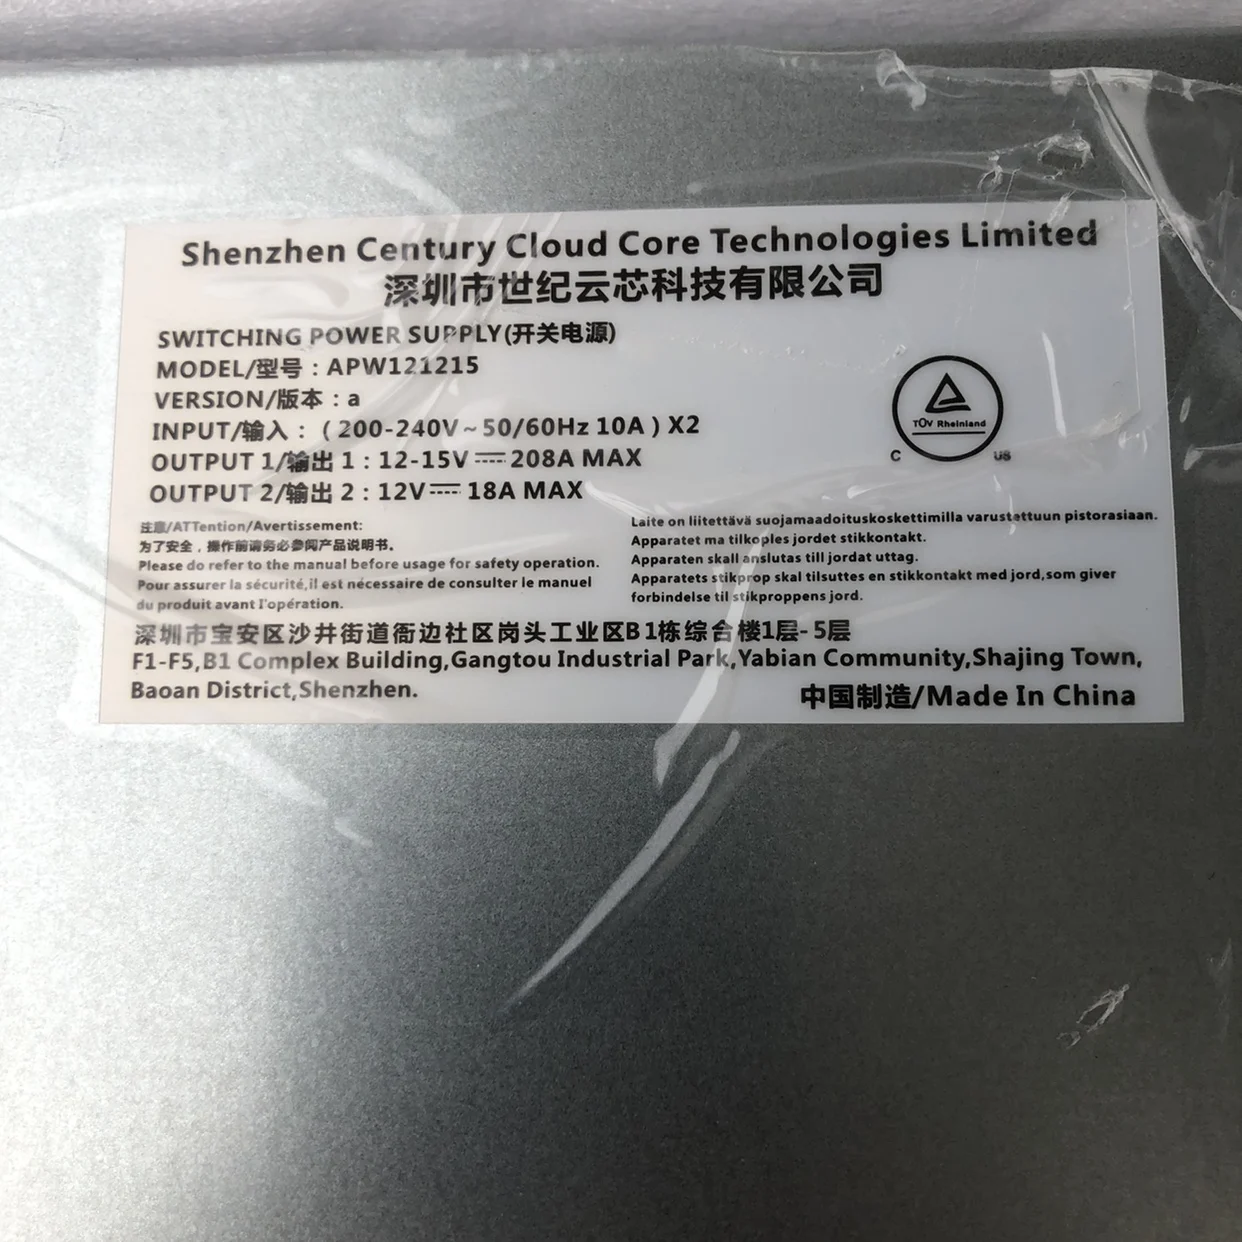 Shenzhen Century Cloud Core Technologies Limited
深圳市世纪云芯科技有限公司
SWITCHING POWER SUPPLY(开关电源)
MODEL/型号：APW121215
VERSION/版本：a
INPUT/输入：（200-240V～50/60Hz 10A）X2
OUTPUT 1/输出 1：12-15V⎓208A MAX
OUTPUT 2/输出 2：12V⎓18A MAX
TÜV Rheinland
C US
注意/ATTention/Avertissement:
为了安全，操作前请务必参阅产品说明书。
Please do refer to the manual before usage for safety operation.
Pour assurer la sécurité,il est nécessaire de consulter le manuel
du produit avant l'opération.
Laite on liitettävä suojamaadoituskoskettimilla varustettuun pistorasiaan.
Apparatet ma tilkoples jordet stikkontakt.
Apparaten skall anslutas till jordat uttag.
Apparatets stikprop skal tilsuttes en stikkontakt med jord,som giver
forbindelse til stikproppens jord.
深圳市宝安区沙井街道衙边社区岗头工业区B1栋综合楼1层-5层
F1-F5,B1 Complex Building,Gangtou Industrial Park,Yabian Community,Shajing Town,
Baoan District,Shenzhen.
中国制造/Made In China